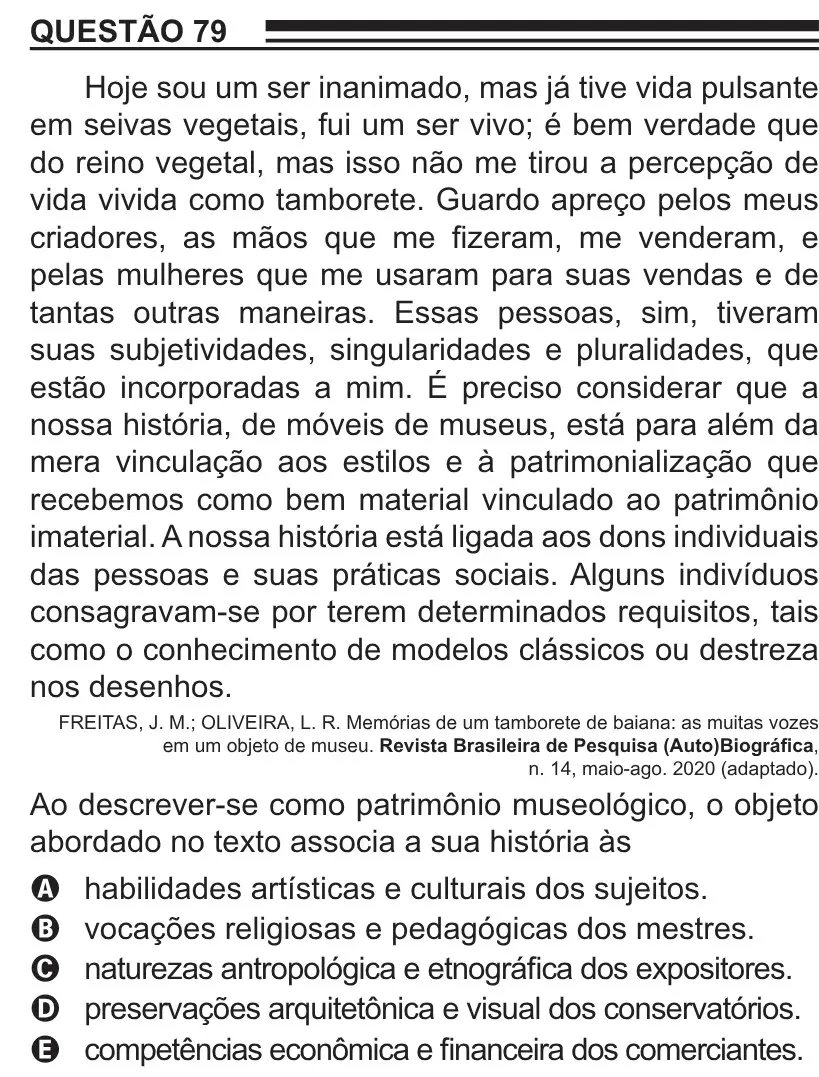 QUESTÃO 79
Hoje sou um ser inanimado, mas já tive vida pulsante
em seivas vegetais, fui um ser vivo; é bem verdade que
do reino vegetal, mas isso não me tirou a percepção de
vida vivida como tamborete. Guardo apreço pelos meus
criadores, as mãos que me fizeram, me venderam, e
pelas mulheres que me usaram para suas vendas e de
tantas outras maneiras. Essas pessoas, sim, tiveram
suas subjetividades, singularidades e pluralidades, que
estão incorporadas a mim. É preciso considerar que a
nossa história, de móveis de museus, está para além da
mera vinculação aos estilos e à patrimonialização que
recebemos como bem material vinculado ao patrimônio
imaterial. A nossa história está ligada aos dons individuais
das pessoas e suas práticas sociais. Alguns indivíduos
consagravam-se por terem determinados requisitos, tais
como o conhecimento de modelos clássicos ou destreza
nos desenhos.
FREITAS, J. M.; OLIVEIRA, L. R. Memórias de um tamborete de baiana: as muitas vozes
em um objeto de museu. Revista Brasileira de Pesquisa (Auto)Biográfica,
n. 14, maio-ago. 2020 (adaptado).
Ao descrever-se como patrimônio museológico, o objeto
abordado no texto associa a sua história às
A habilidades artísticas e culturais dos sujeitos.
B vocações religiosas e pedagógicas dos mestres.
C naturezas antropológica e etnográfica dos expositores.
D preservações arquitetônica e visual dos conservatórios.
E competências econômica e financeira dos comerciantes.